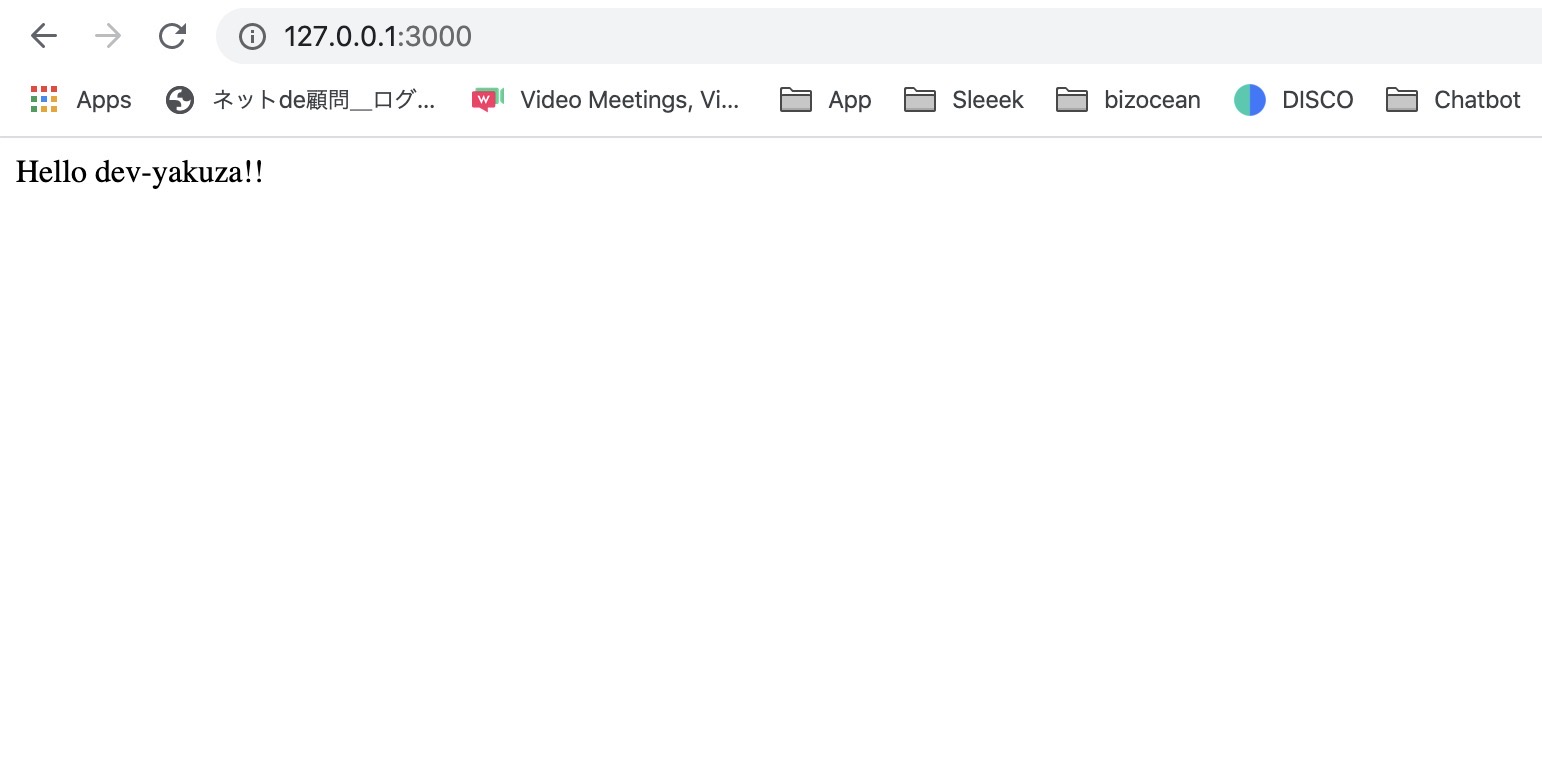 127.0.0.1:3000
Apps ネットde顧問__ログ... Video Meetings, Vi... App Sleeek bizocean DISCO Chatbot
Hello dev-yakuza!!